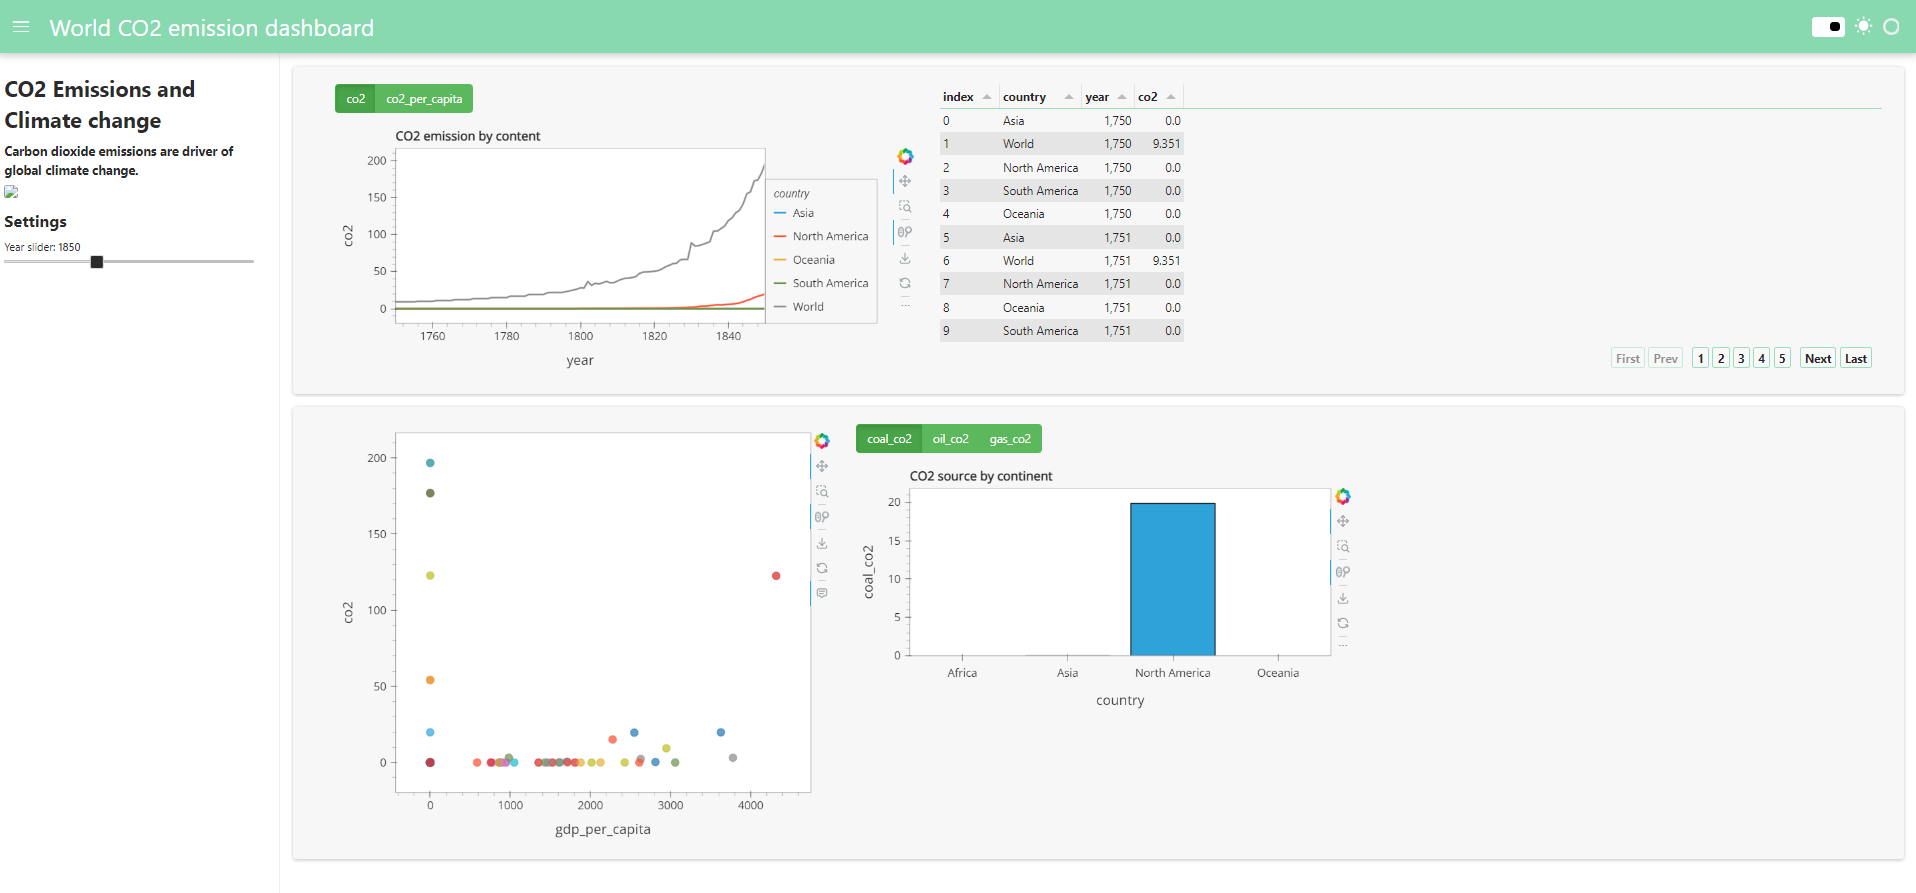 World CO2 emission dashboard
CO2 Emissions and
Climate change
Carbon dioxide emissions are driver of
global climate change.
Settings
Year slider: 1850
co2 co2_per_capita
CO2 emission by content
200
150
100
50
0
co2
1760 1780 1800 1820 1840
year
country
Asia
North America
Oceania
South America
World
index country year co2
0 Asia 1,750 0.0
1 World 1,750 9.351
2 North America 1,750 0.0
3 South America 1,750 0.0
4 Oceania 1,750 0.0
5 Asia 1,751 0.0
6 World 1,751 9.351
7 North America 1,751 0.0
8 Oceania 1,751 0.0
9 South America 1,751 0.0
First Prev 1 2 3 4 5 Next Last
200
150
100
50
0
co2
0 1000 2000 3000 4000
gdp_per_capita
coal_co2 oil_co2 gas_co2
CO2 source by continent
20
15
10
5
0
coal_co2
Africa Asia North America Oceania
country